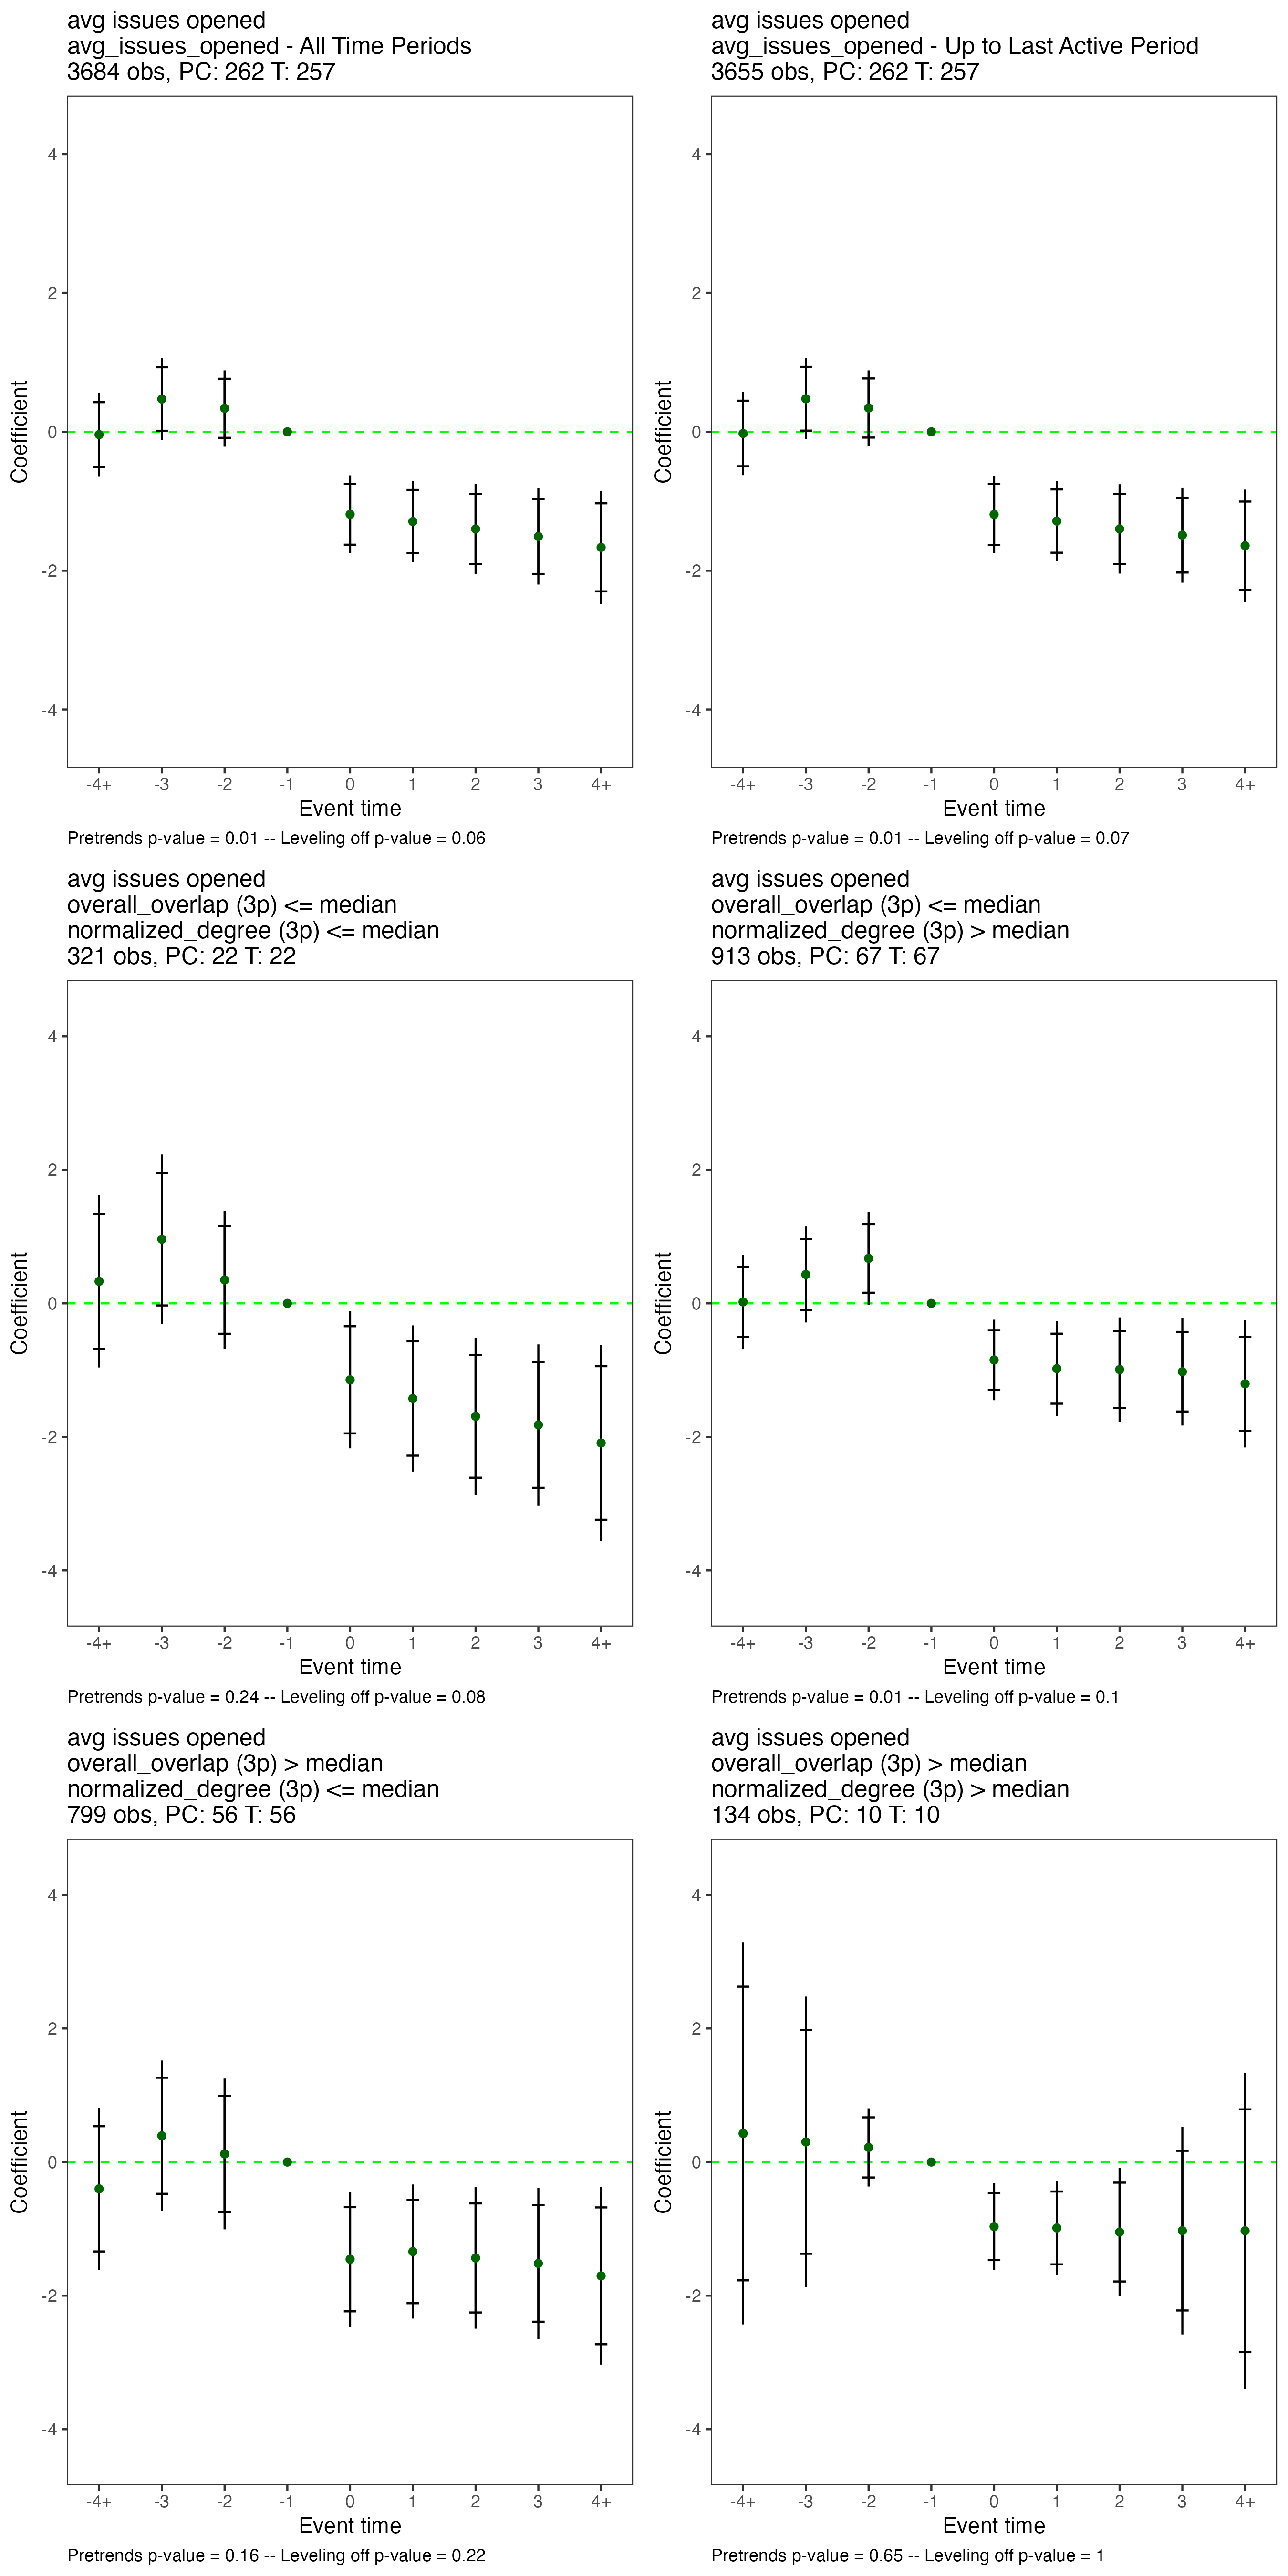 avg issues opened
avg_issues_opened - All Time Periods
3684 obs, PC: 262 T: 257
4
2
0
-2
-4
Coefficient
-4+ -3 -2 -1 0 1 2 3 4+
Event time
Pretrends p-value = 0.01 -- Leveling off p-value = 0.06
avg issues opened
avg_issues_opened - Up to Last Active Period
3655 obs, PC: 262 T: 257
4
2
0
-2
-4
Coefficient
-4+ -3 -2 -1 0 1 2 3 4+
Event time
Pretrends p-value = 0.01 -- Leveling off p-value = 0.07
avg issues opened
overall_overlap (3p) <= median
normalized_degree (3p) <= median
321 obs, PC: 22 T: 22
4
2
0
-2
-4
Coefficient
-4+ -3 -2 -1 0 1 2 3 4+
Event time
Pretrends p-value = 0.24 -- Leveling off p-value = 0.08
avg issues opened
overall_overlap (3p) <= median
normalized_degree (3p) > median
913 obs, PC: 67 T: 67
4
2
0
-2
-4
Coefficient
-4+ -3 -2 -1 0 1 2 3 4+
Event time
Pretrends p-value = 0.01 -- Leveling off p-value = 0.1
avg issues opened
overall_overlap (3p) > median
normalized_degree (3p) <= median
799 obs, PC: 56 T: 56
4
2
0
-2
-4
Coefficient
-4+ -3 -2 -1 0 1 2 3 4+
Event time
Pretrends p-value = 0.16 -- Leveling off p-value = 0.22
avg issues opened
overall_overlap (3p) > median
normalized_degree (3p) > median
134 obs, PC: 10 T: 10
4
2
0
-2
-4
Coefficient
-4+ -3 -2 -1 0 1 2 3 4+
Event time
Pretrends p-value = 0.65 -- Leveling off p-value = 1